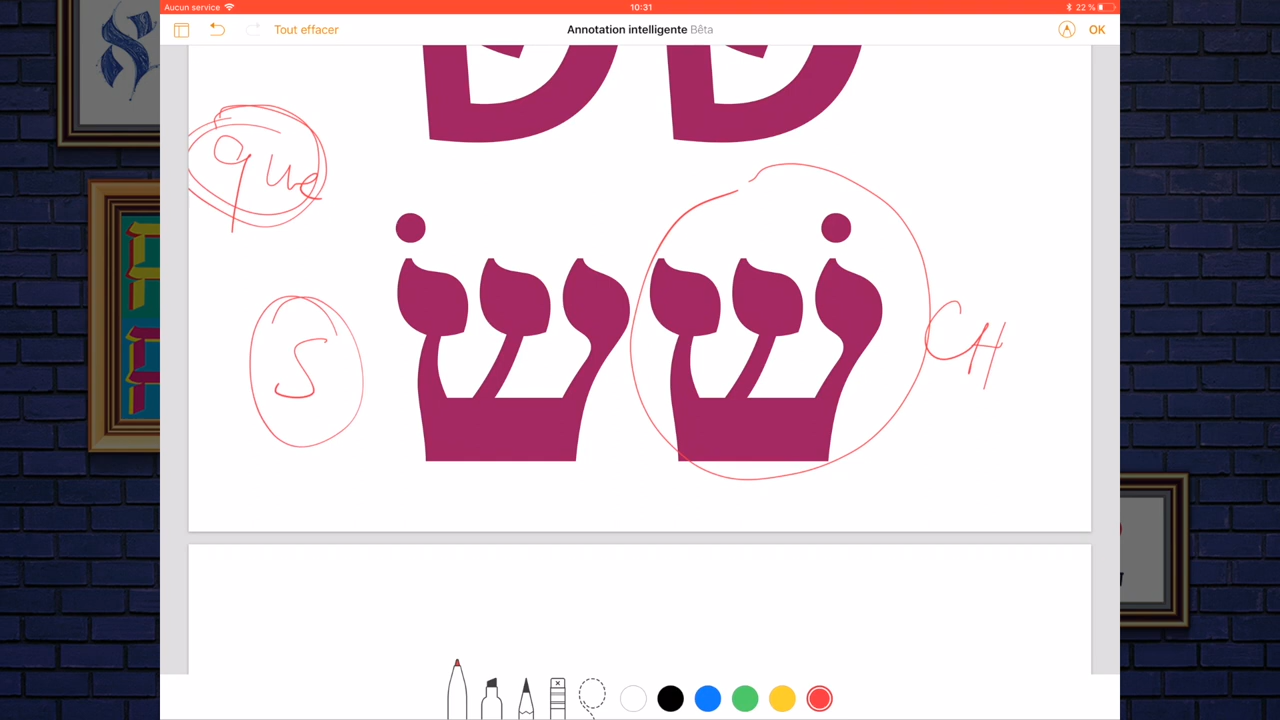 Aucun service 10:31 22 %
Tout effacer Annotation intelligente Bêta OK
que
שׂשׁ
S
CH